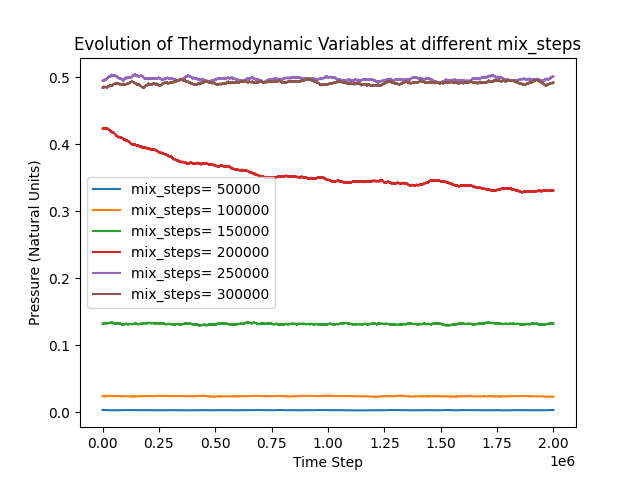 Evolution of Thermodynamic Variables at different mix_steps
Pressure (Natural Units)
0.5
0.4
0.3
0.2
0.1
0.0
mix_steps= 50000
mix_steps= 100000
mix_steps= 150000
mix_steps= 200000
mix_steps= 250000
mix_steps= 300000
0.00 0.25 0.50 0.75 1.00 1.25 1.50 1.75 2.00
1e6
Time Step